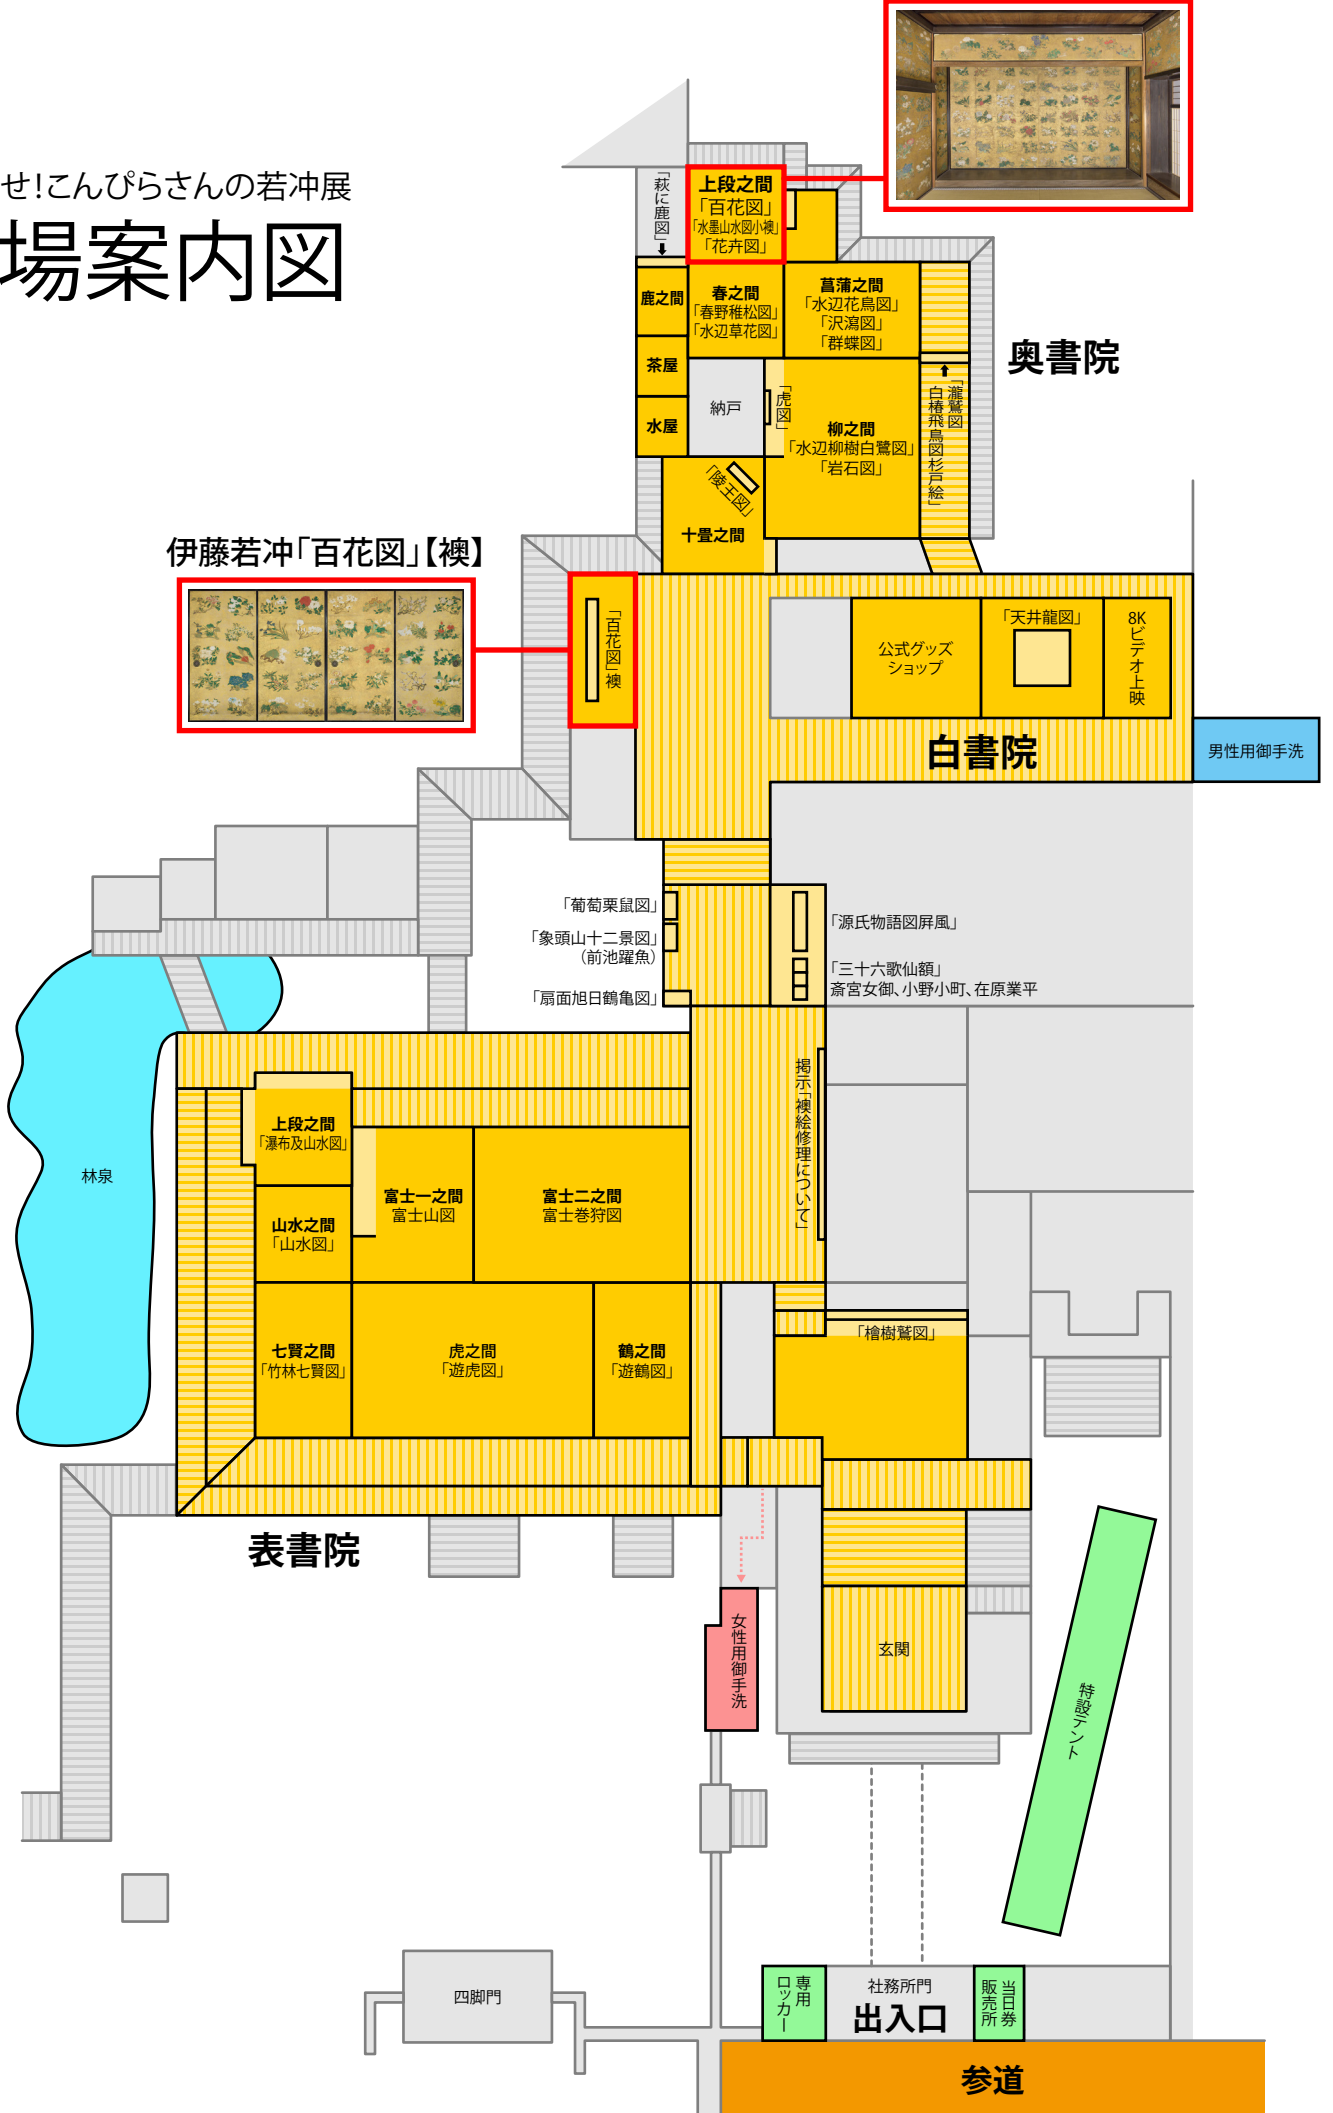 せ!こんぴらさんの若冲展
場案内図
「萩に鹿図」
上段之間
「百花図」
「水墨山水図小襖」
「花卉図」
鹿之間
春之間
「春野稚松図」
「水辺草花図」
菖蒲之間
「水辺花鳥図」
「沢瀉図」
「群蝶図」
奥書院
茶屋
納戸
「虎図」
水屋
柳之間
「水辺柳樹白鷺図」
「岩石図」
「瀧鷲図
白椿飛鳥図杉戸絵」
「陵王図」
十畳之間
伊藤若冲「百花図」【襖】
「百花図」襖
公式グッズ
ショップ
「天井龍図」
8Kビデオ上映
白書院
男性用御手洗
「葡萄栗鼠図」
「象頭山十二景図」
(前池躍魚)
「扇面旭日鶴亀図」
「源氏物語図屏風」
「三十六歌仙額」
斎宮女御、小野小町、在原業平
掲示「襖絵修理について」
林泉
上段之間
「瀑布及山水図」
山水之間
「山水図」
富士一之間
富士山図
富士二之間
富士巻狩図
七賢之間
「竹林七賢図」
虎之間
「遊虎図」
鶴之間
「遊鶴図」
「檜樹鷲図」
表書院
女性用御手洗
玄関
特設テント
四脚門
専用
ロッカー
社務所門
出入口
当日券
販売所
参道